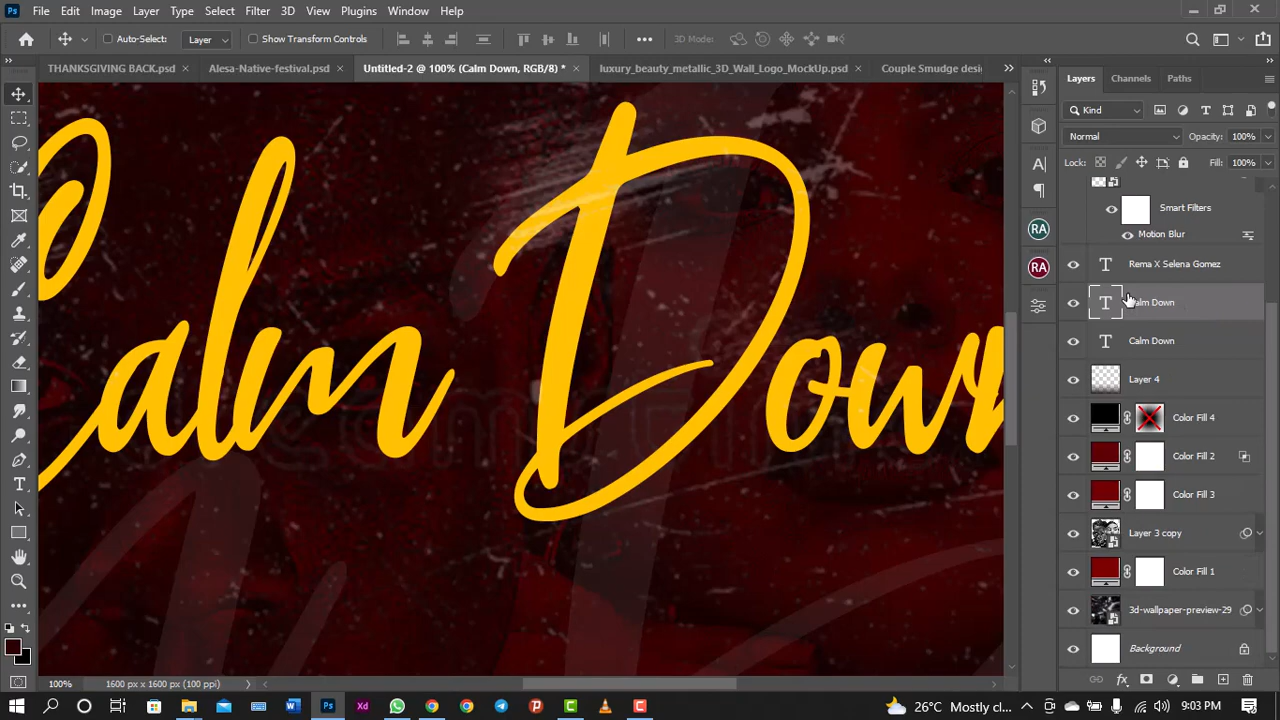 Ps File Edit Image Layer Type Select Filter 3D View Plugins Window Help
Auto-Select: Layer Show Transform Controls 3D Mode:
THANKSGIVING BACK.psd Alesa-Native-festival.psd Untitled-2 @ 100% (Calm Down, RGB/8) * luxury_beauty_metallic_3D_Wall_Logo_MockUp.psd Couple Smudge desi
Layers Channels Paths
Kind
Normal Opacity: 100%
Lock: Fill: 100%
Smart Filters
Motion Blur
Rema X Selena Gomez
alm Down
Calm Down
Layer 4
Color Fill 4
Color Fill 2
Color Fill 3
Layer 3 copy
Color Fill 1
3d-wallpaper-preview-29
Background
RA
RA
Calm Down
100% 1600 px x 1600 px (100 ppi)
26°C Mostly cl... 9:03 PM